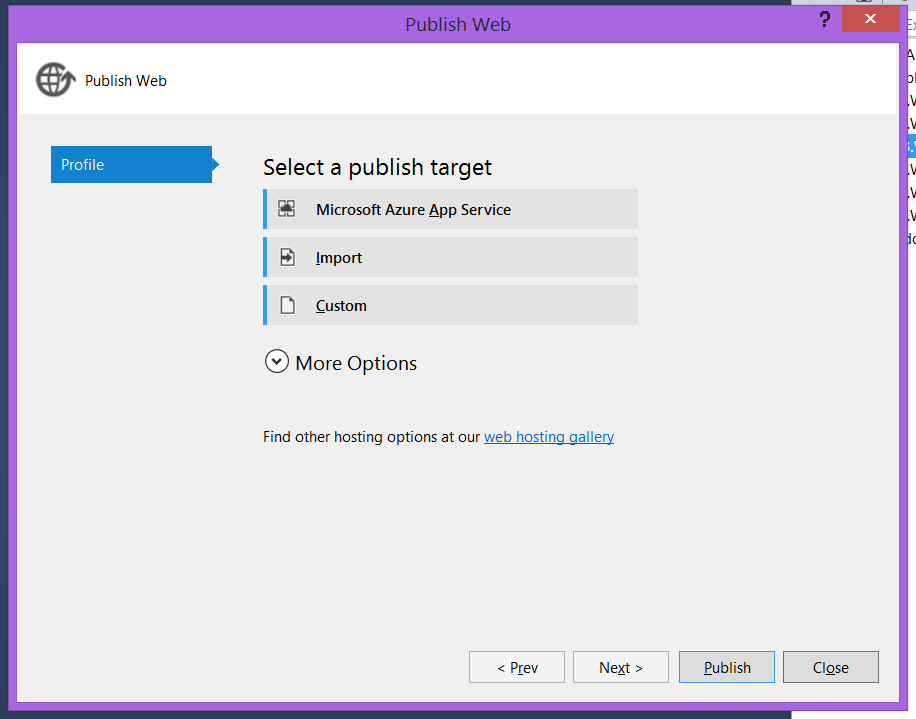 Publish Web
?
Publish Web
Profile
Select a publish target
Microsoft Azure App Service
Import
Custom
More Options
Find other hosting options at our web hosting gallery
< Prev
Next >
Publish
Close